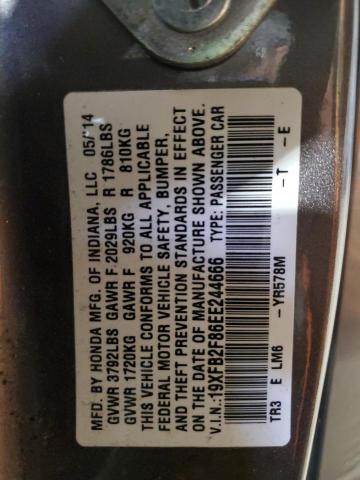 MFD. BY HONDA MFG. OF INDIANA, LLC 05/14
GVWR 3792LBS GAWR F 2029LBS R 1786LBS
GVWR 1720KG GAWR F 920KG R 810KG
THIS VEHICLE CONFORMS TO ALL APPLICABLE
FEDERAL MOTOR VEHICLE SAFETY, BUMPER,
AND THEFT PREVENTION STANDARDS IN EFFECT
ON THE DATE OF MANUFACTURE SHOWN ABOVE.
V.I.N.:19XFB2F86EE244666 TYPE: PASSENGER CAR
TR3 E LM6 -YR578M -T -E